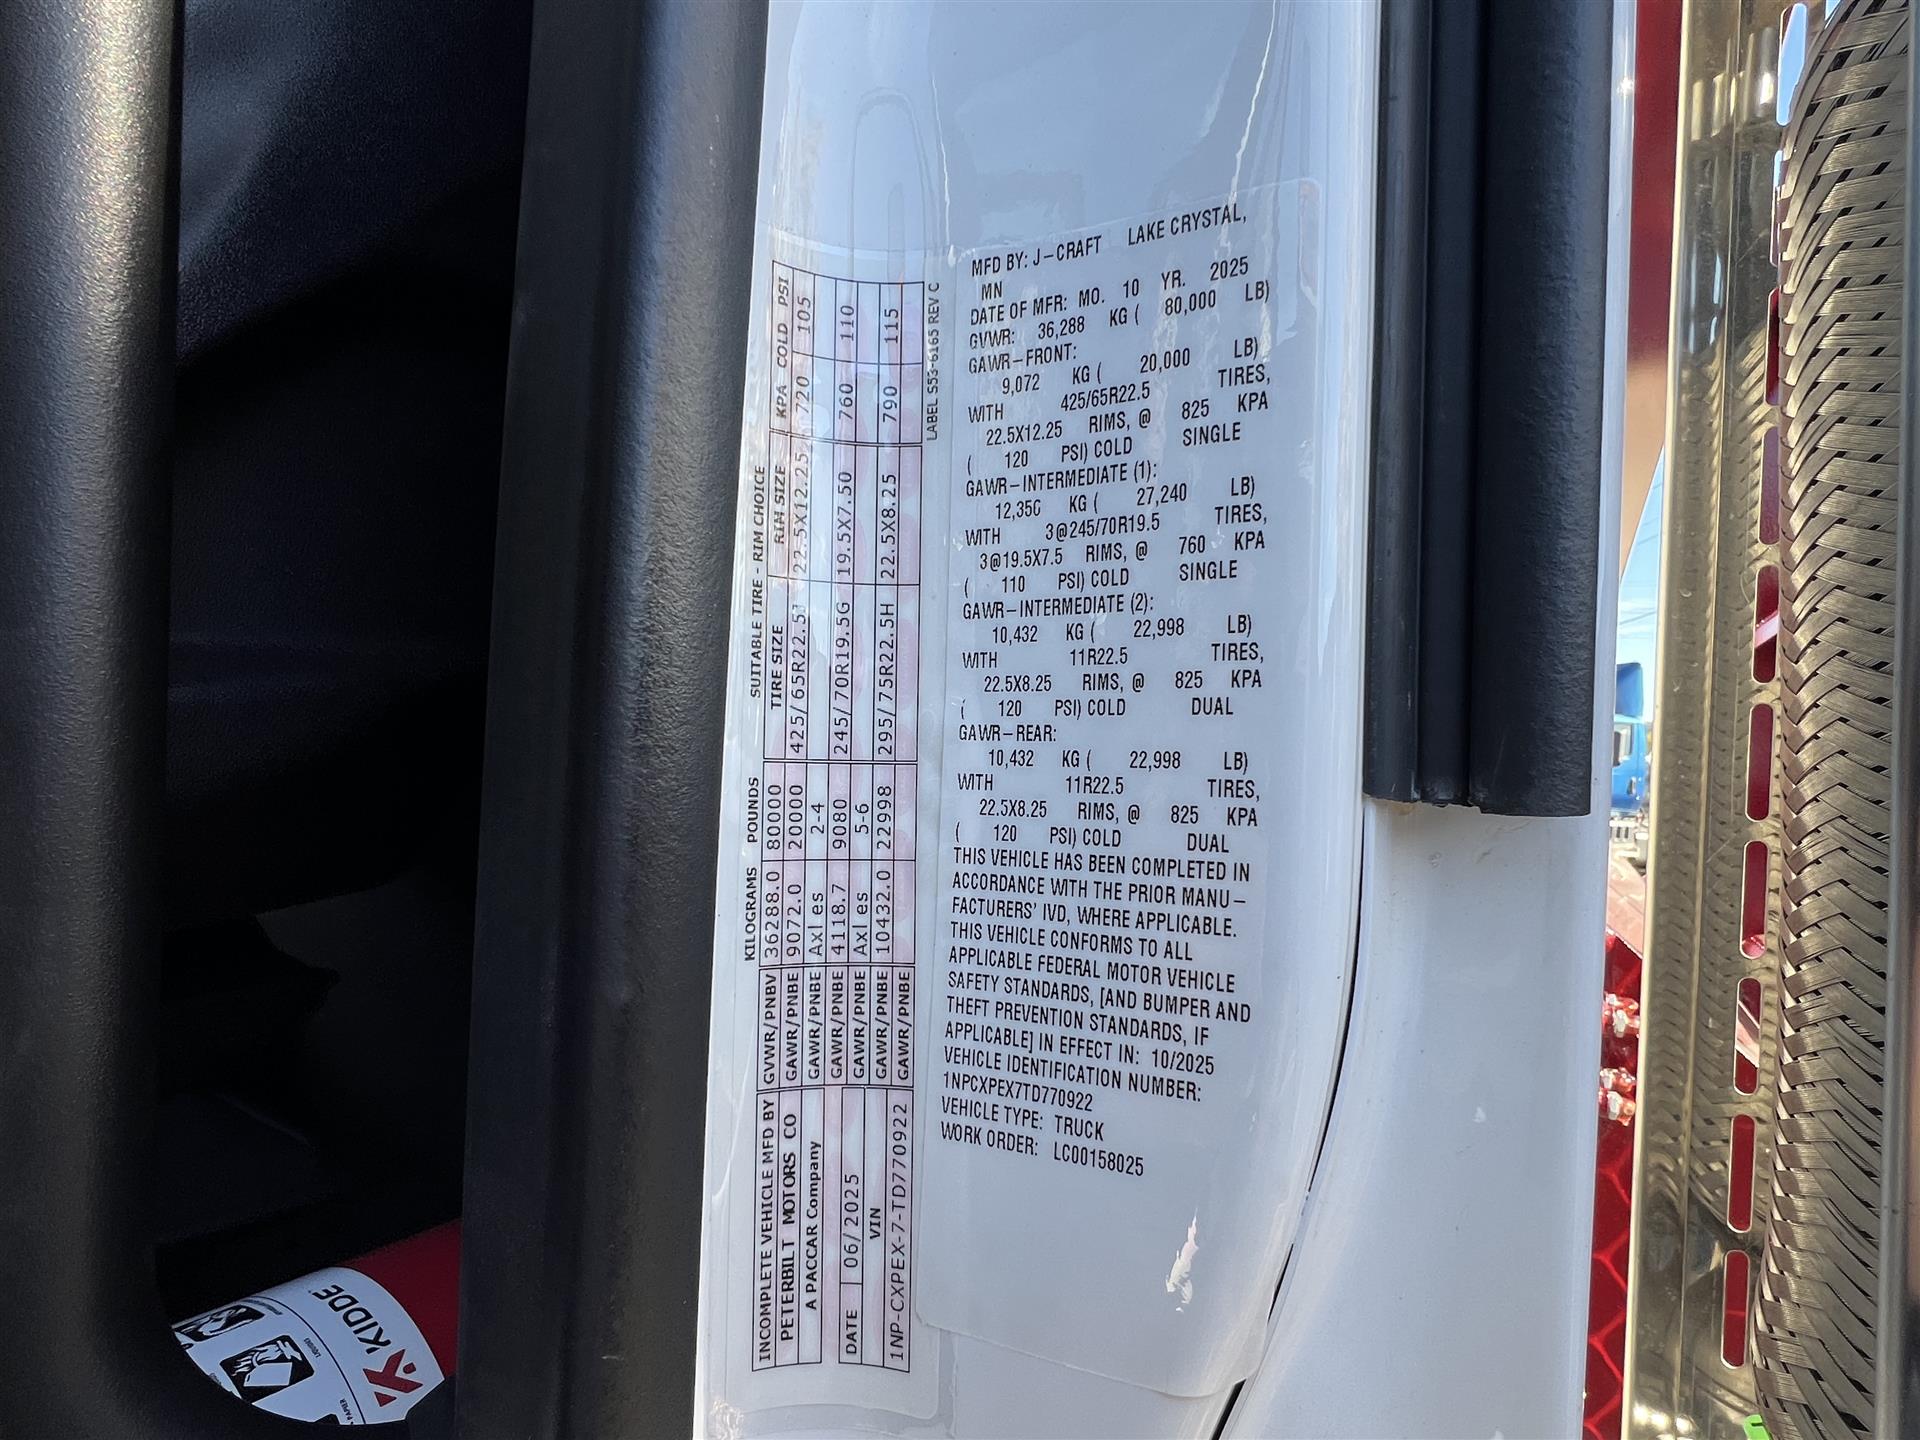 SUITABLE TIRE - RIM CHOICE
KILOGRAMS POUNDS TIRE SIZE RIM SIZE KPA COLD PSI
INCOMPLETE VEHICLE MFD BY GVWR/PNBV 36288.0 80000
PETERBILT MOTORS CO GAWR/PNBE 9072.0 20000 425/65R22.5J 22.5X12.25 720 105
A PACCAR Company GAWR/PNBE Axles 2-4
GAWR/PNBE 4118.7 9080 245/70R19.5G 19.5X7.50 760 110
DATE 06/2025 GAWR/PNBE Axles 5-6
VIN GAWR/PNBE 10432.0 22998 295/75R22.5H 22.5X8.25 790 115
1NP-CXPEX-7-TD770922 GAWR/PNBE
LABEL S53-6165 REV C
MFD BY: J-CRAFT LAKE CRYSTAL,
MN
DATE OF MFR: MO. 10 YR. 2025
GVWR: 36,288 KG ( 80,000 LB)
GAWR-FRONT:
9,072 KG ( 20,000 LB)
WITH 425/65R22.5 TIRES,
22.5X12.25 RIMS, @ 825 KPA
( 120 PSI) COLD SINGLE
GAWR-INTERMEDIATE (1):
12,356 KG ( 27,240 LB)
WITH 3@245/70R19.5 TIRES,
3@19.5X7.5 RIMS, @ 760 KPA
( 110 PSI) COLD SINGLE
GAWR-INTERMEDIATE (2):
10,432 KG ( 22,998 LB)
WITH 11R22.5 TIRES,
22.5X8.25 RIMS, @ 825 KPA
( 120 PSI) COLD DUAL
GAWR-REAR:
10,432 KG ( 22,998 LB)
WITH 11R22.5 TIRES,
22.5X8.25 RIMS, @ 825 KPA
( 120 PSI) COLD DUAL
THIS VEHICLE HAS BEEN COMPLETED IN
ACCORDANCE WITH THE PRIOR MANU-
FACTURERS' IVD, WHERE APPLICABLE.
THIS VEHICLE CONFORMS TO ALL
APPLICABLE FEDERAL MOTOR VEHICLE
SAFETY STANDARDS, [AND BUMPER AND
THEFT PREVENTION STANDARDS, IF
APPLICABLE] IN EFFECT IN: 10/2025
VEHICLE IDENTIFICATION NUMBER:
1NPCXPEX7TD770922
VEHICLE TYPE: TRUCK
WORK ORDER: LC00158025
KIDDE